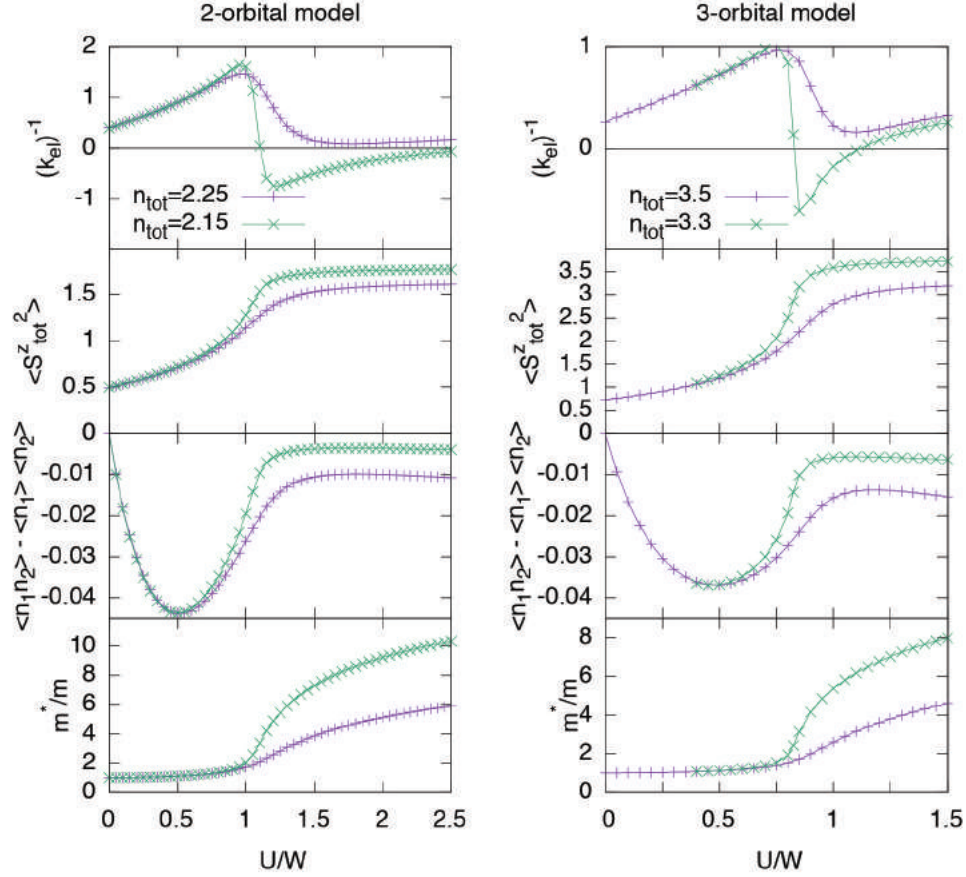 2-orbital model
3-orbital model
2
1
0
-1
(k_el)^-1
n_tot=2.25
n_tot=2.15
1
0
(k_el)^-1
n_tot=3.5
n_tot=3.3
1.5
1
0.5
<S^z_tot^2>
3.5
3
2.5
2
1.5
1
<S^z_tot^2>
0
-0.01
-0.02
-0.03
-0.04
<n_1n_2> - <n_1> <n_2>
0
-0.01
-0.02
-0.03
-0.04
<n_1n_2> - <n_1> <n_2>
10
8
6
4
2
0
m^*/m
0 0.5 1 1.5 2 2.5
U/W
8
6
4
2
0
m^*/m
0 0.5 1 1.5
U/W